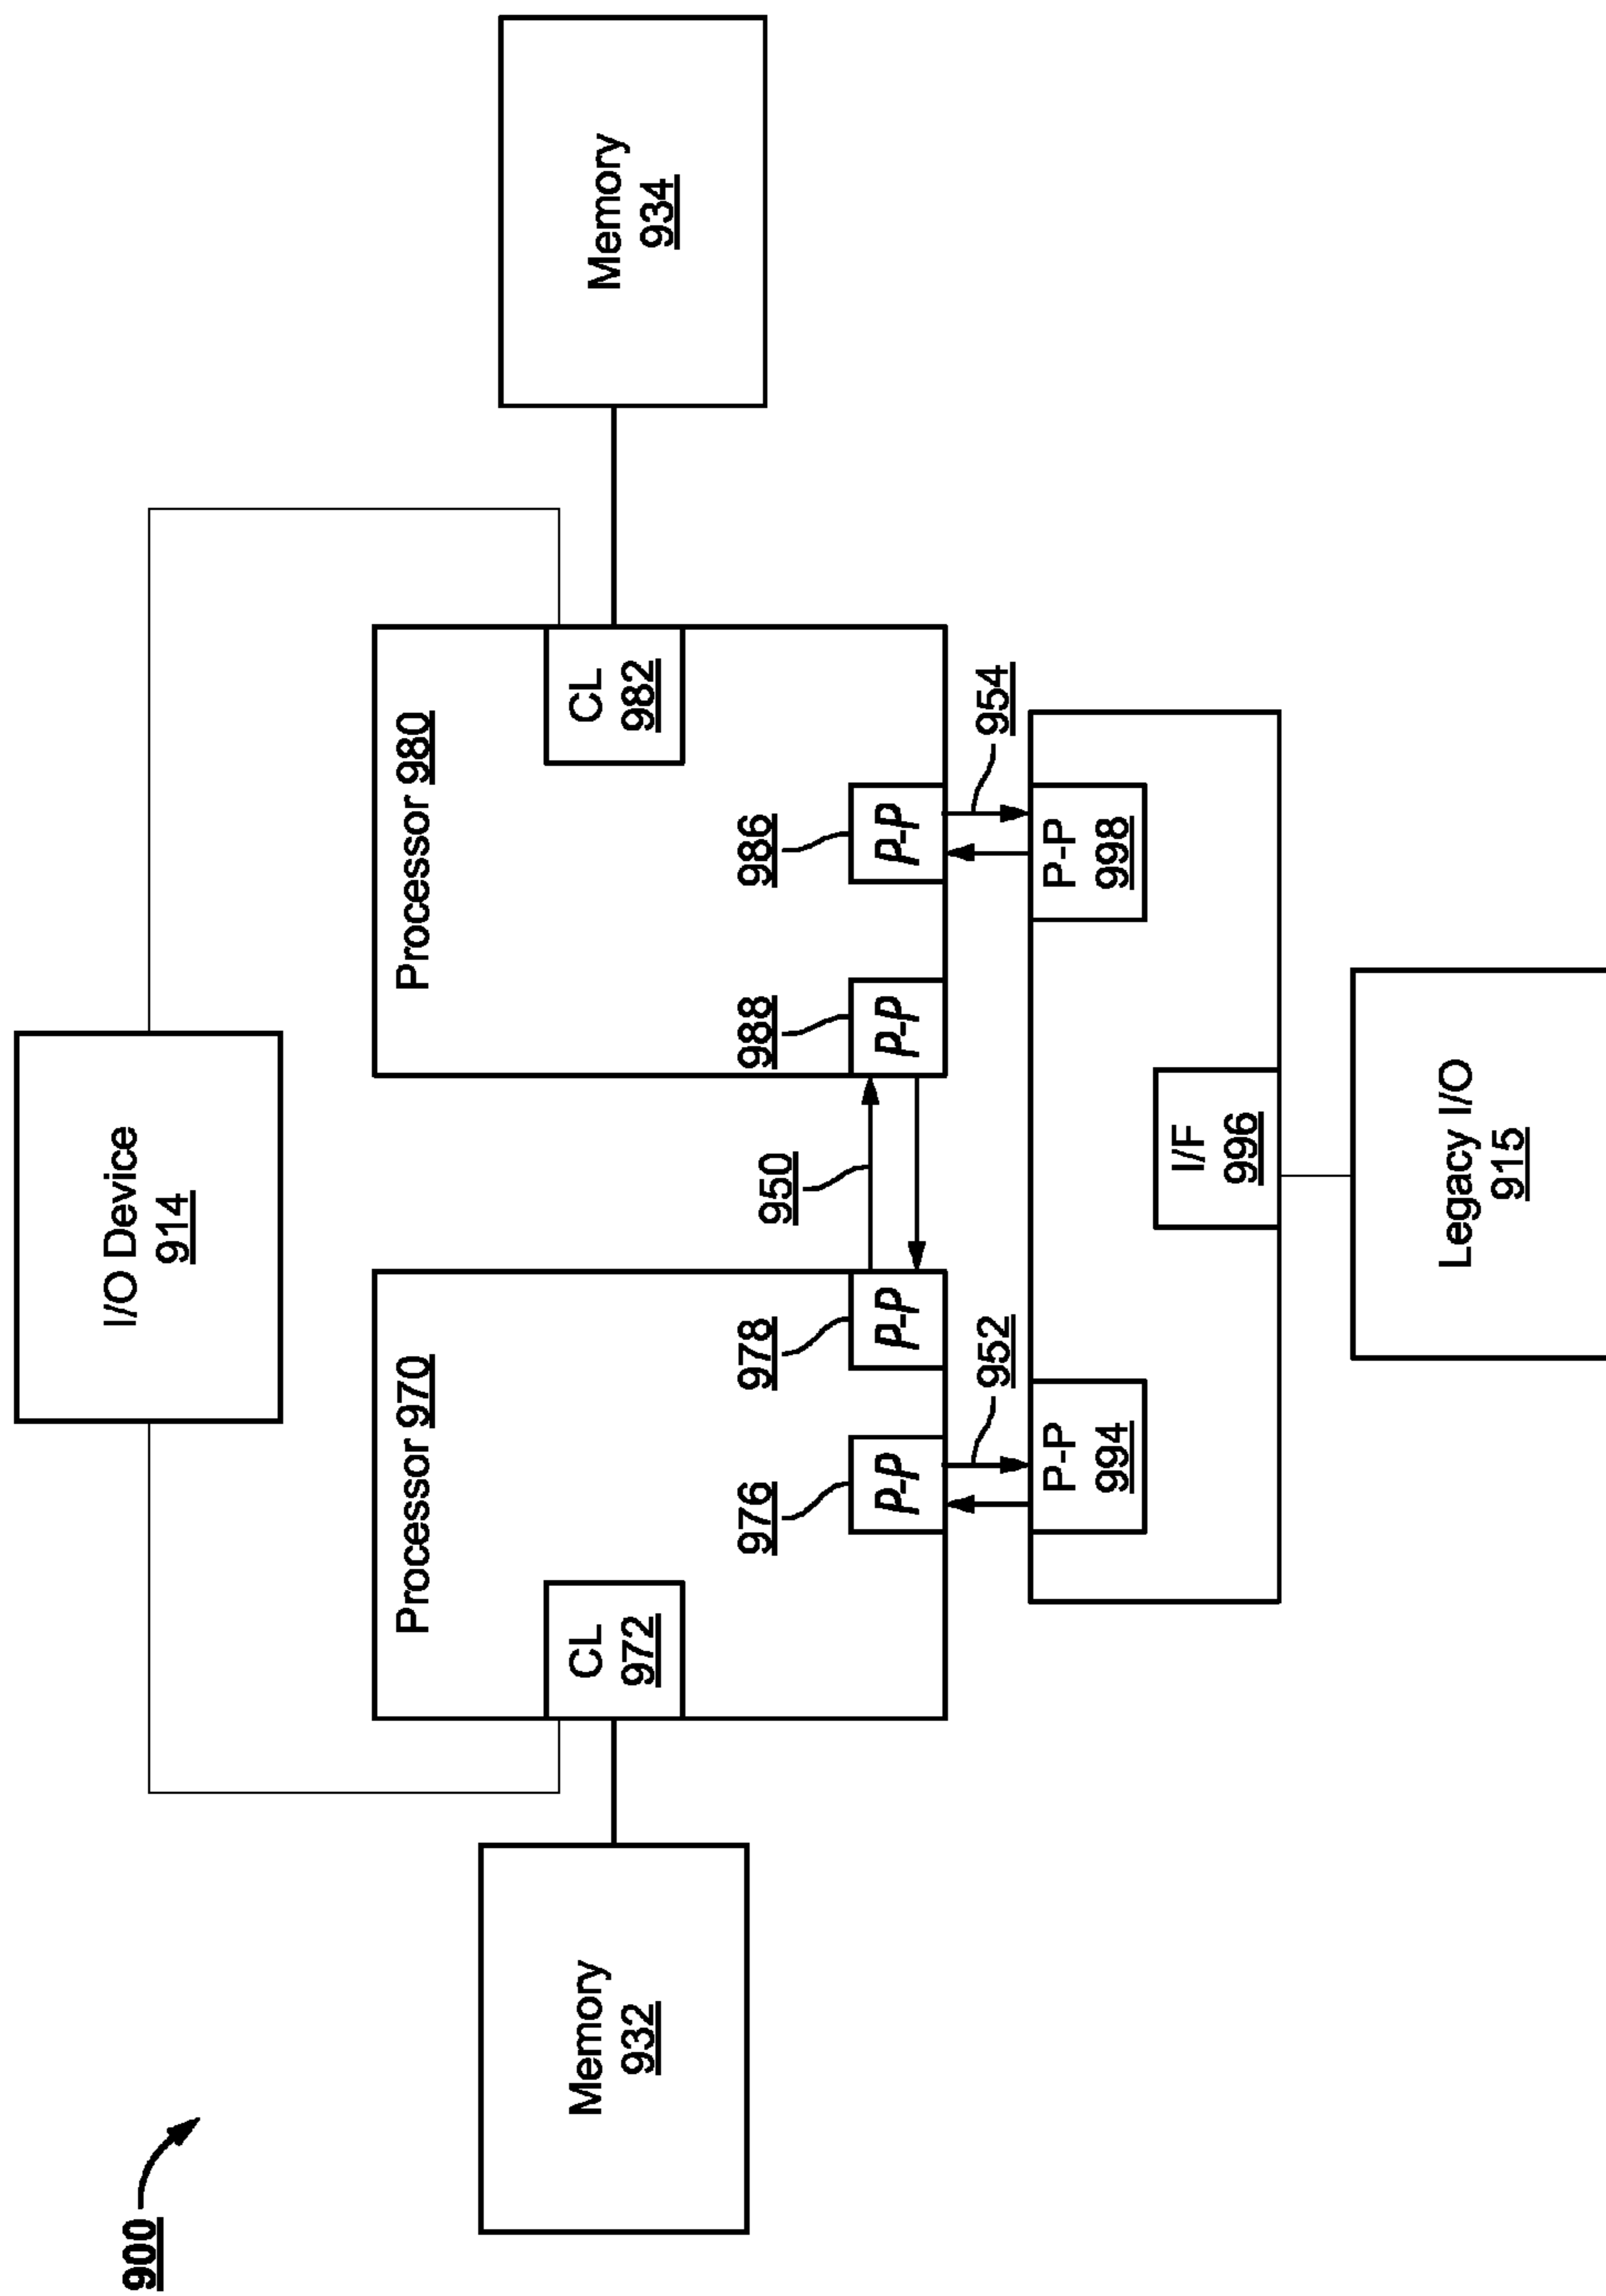 900
I/O Device
914
Processor 970
Processor 980
Memory
932
CL
972
CL
982
Memory
934
976
978
988
986
950
P-P
P-P
P-P
P-P
952
954
P-P
994
P-P
998
I/F
996
Legacy I/O
915